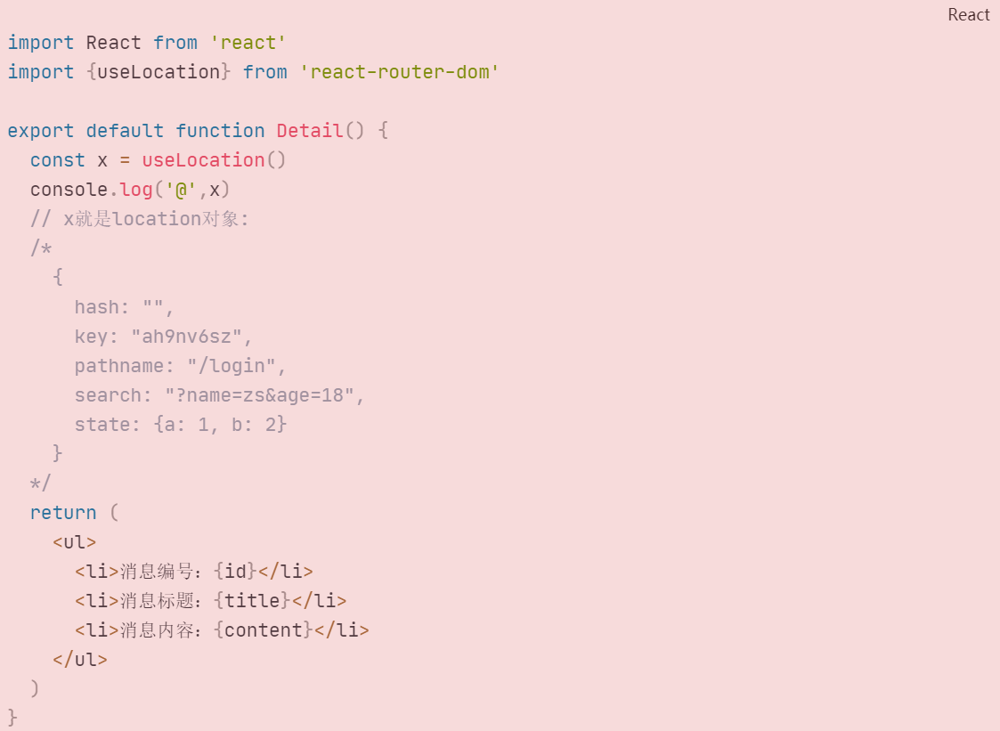 React
import React from 'react'
import {useLocation} from 'react-router-dom'

export default function Detail() {
  const x = useLocation()
  console.log('@',x)
  // x就是location对象:
  /*
    {
      hash: "",
      key: "ah9nv6sz",
      pathname: "/login",
      search: "?name=zs&age=18",
      state: {a: 1, b: 2}
    }
  */
  return (
    <ul>
      <li>消息编号：{id}</li>
      <li>消息标题：{title}</li>
      <li>消息内容：{content}</li>
    </ul>
  )
}